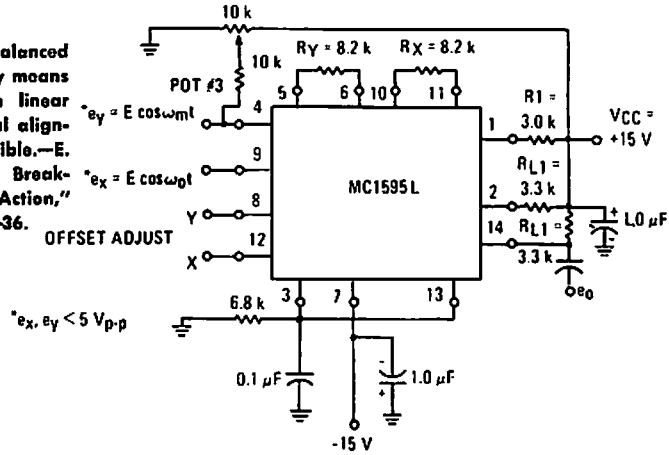 10 k
alanced
y means
linear
al align-
ible.—E.
Break-
Action,"
-36.
10 k
POT #3
RY = 8.2 k
RX = 8.2 k
5
6
10
11
*ey = E cosωmt
4
1
R1 =
3.0 k
VCC =
+15 V
*ex = E cosωot
9
MC1595L
2
RL1 =
3.3 k
1.0 µF
Y
8
14
RL1 =
3.3 k
OFFSET ADJUST
X
12
eo
3
7
13
6.8 k
*ex, ey < 5 Vp-p
0.1 µF
1.0 µF
-15 V